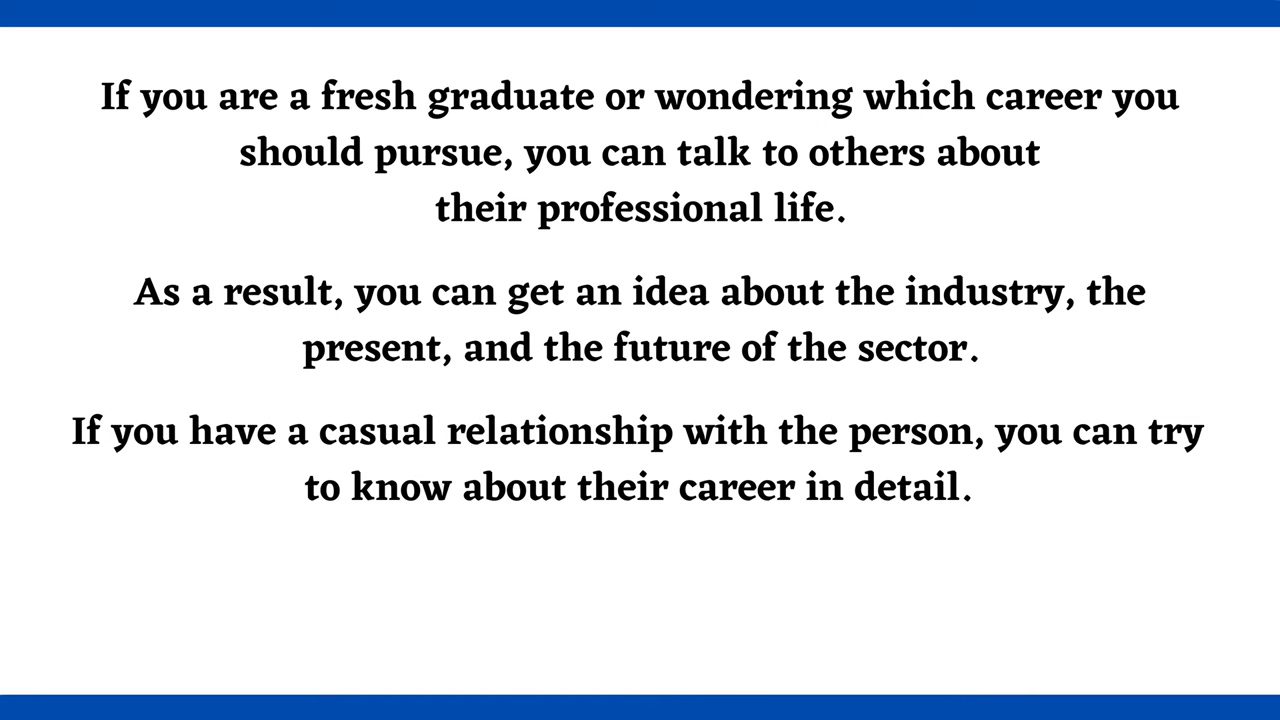 If you are a fresh graduate or wondering which career you
should pursue, you can talk to others about
their professional life.
As a result, you can get an idea about the industry, the
present, and the future of the sector.
If you have a casual relationship with the person, you can try
to know about their career in detail.